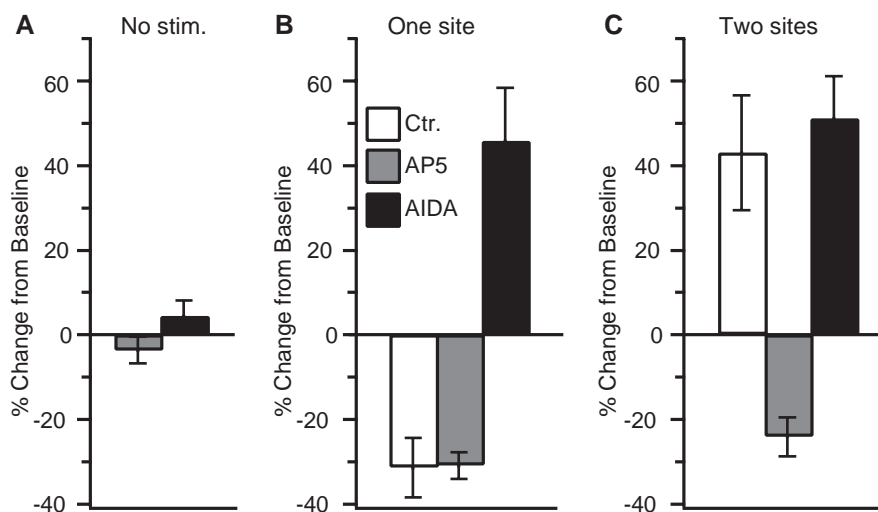 A No stim.
% Change from Baseline
60
40
20
0
-20
-40
B One site
% Change from Baseline
60
40
20
0
-20
-40
Ctr.
AP5
AIDA
C Two sites
% Change from Baseline
60
40
20
0
-20
-40